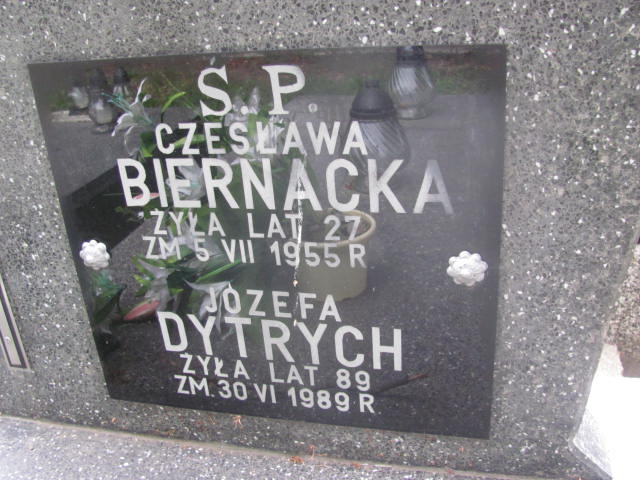 Ś.P.
CZESŁAWA
BIERNACKA
ŻYŁA LAT 27
ZM 5 VII 1955 R
JÓZEFA
DYTRYCH
ŻYŁA LAT 89
ZM. 30 VI 1989 R